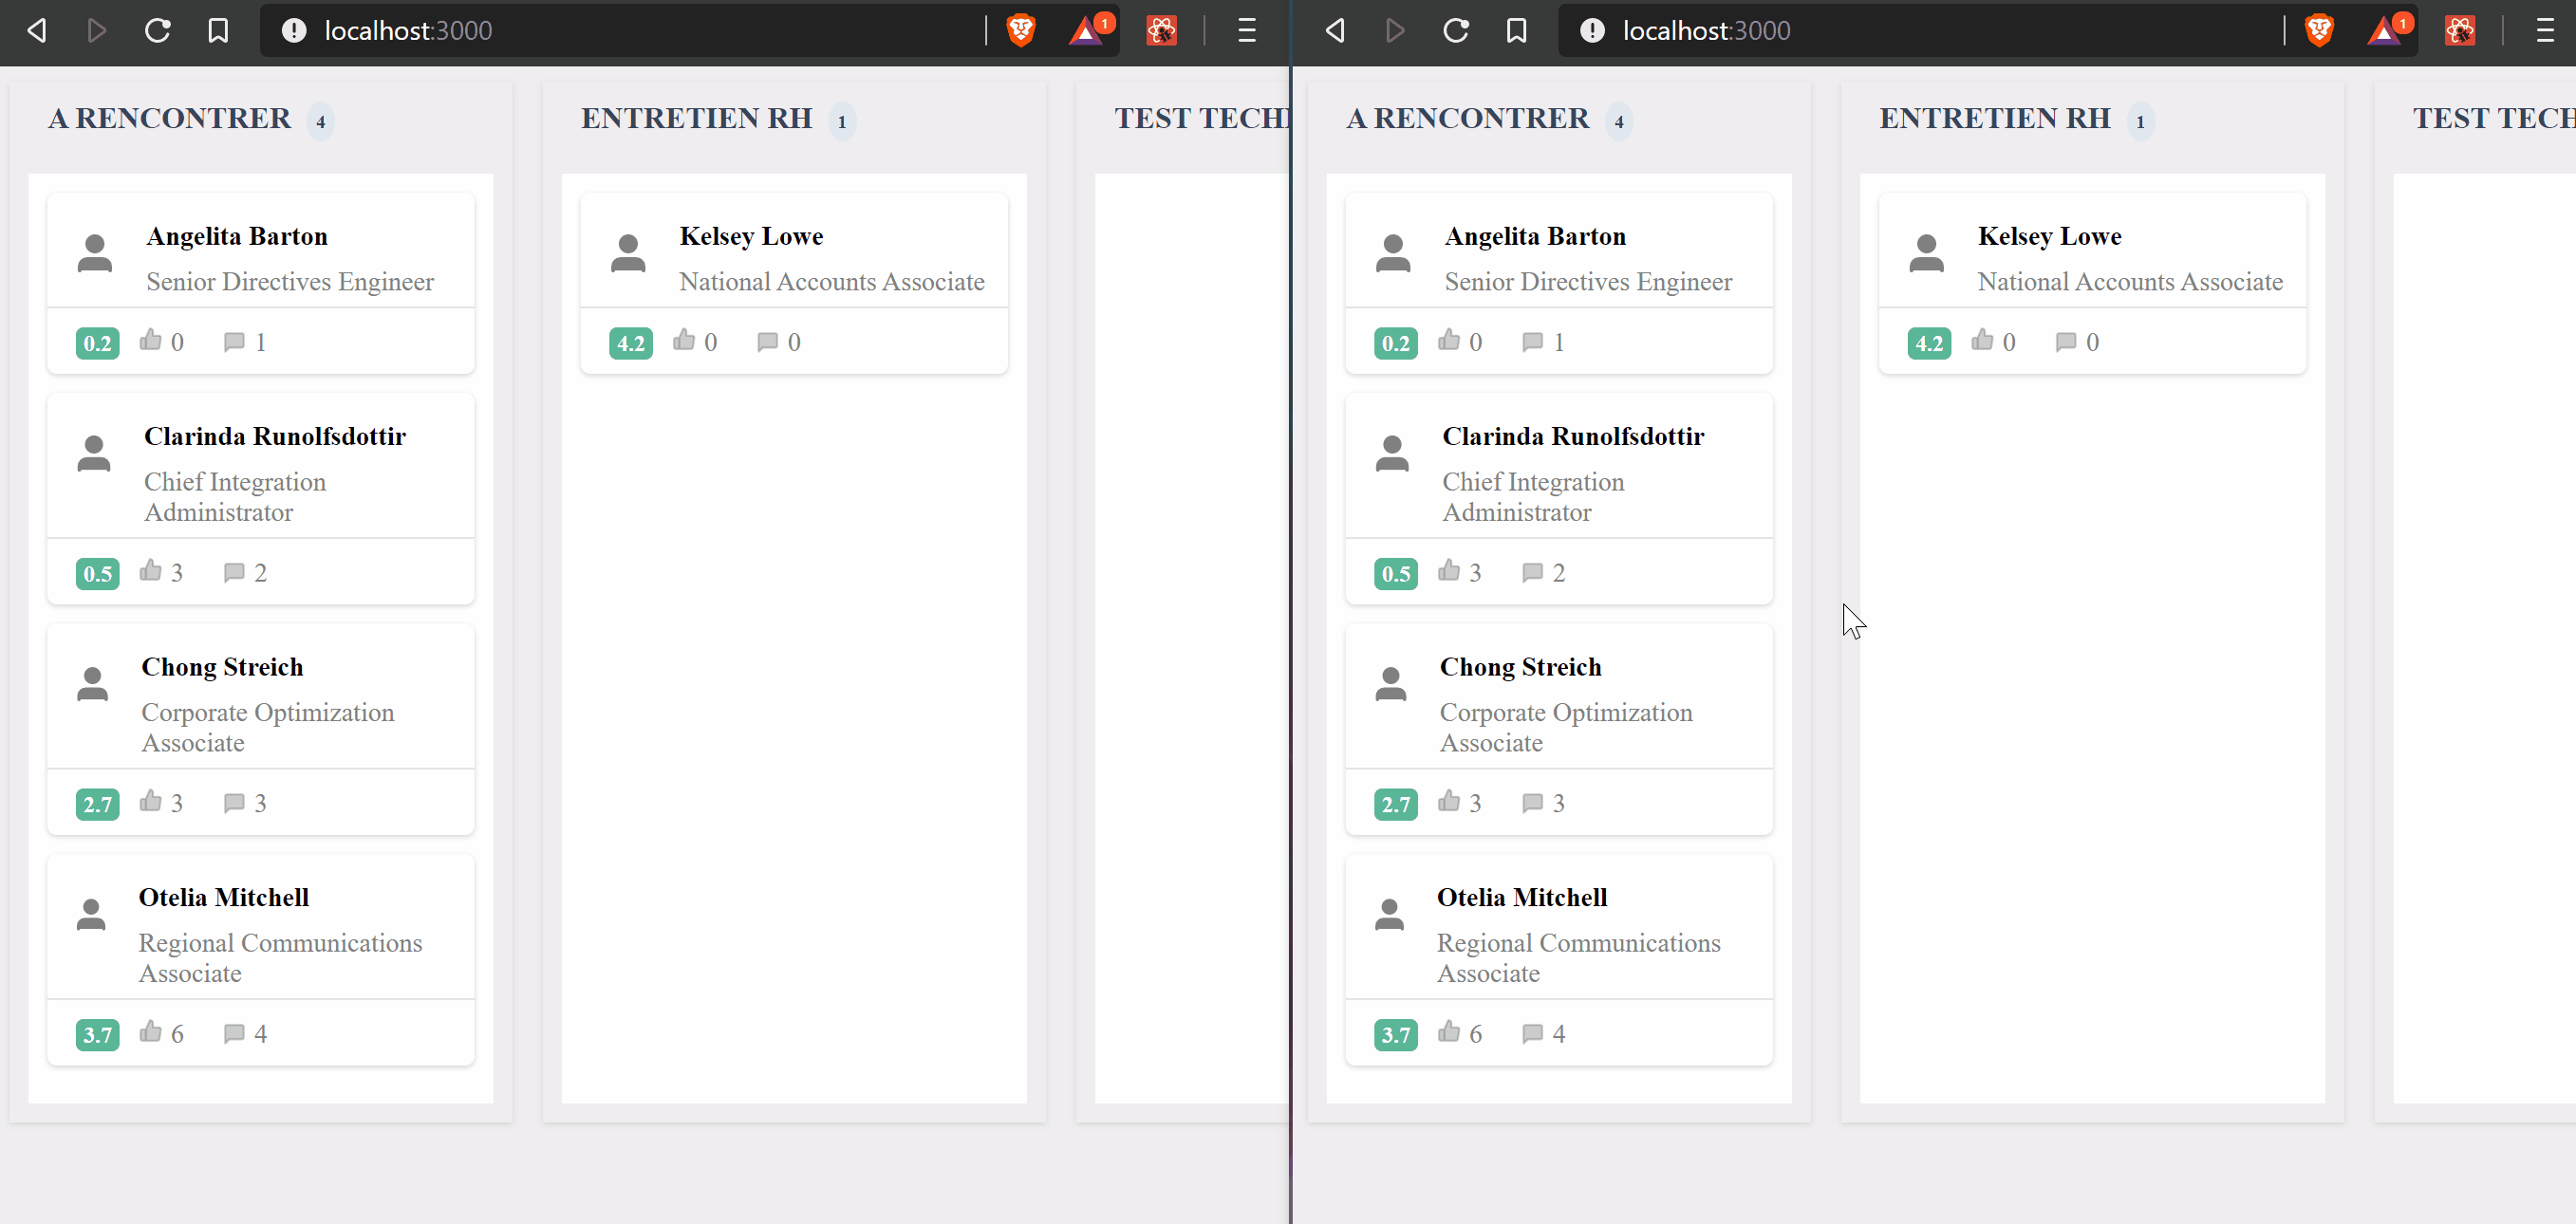 localhost:3000
1
A RENCONTRER 4
ENTRETIEN RH 1
TEST TECH
Angelita Barton
Senior Directives Engineer
0.2 0 1
Clarinda Runolfsdottir
Chief Integration
Administrator
0.5 3 2
Chong Streich
Corporate Optimization
Associate
2.7 3 3
Otelia Mitchell
Regional Communications
Associate
3.7 6 4
Kelsey Lowe
National Accounts Associate
4.2 0 0
localhost:3000
1
A RENCONTRER 4
ENTRETIEN RH 1
TEST TECH
Angelita Barton
Senior Directives Engineer
0.2 0 1
Clarinda Runolfsdottir
Chief Integration
Administrator
0.5 3 2
Chong Streich
Corporate Optimization
Associate
2.7 3 3
Otelia Mitchell
Regional Communications
Associate
3.7 6 4
Kelsey Lowe
National Accounts Associate
4.2 0 0